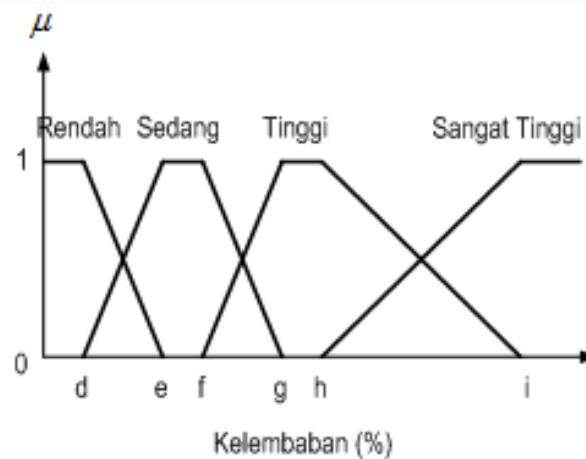 μ
Rendah Sedang Tinggi Sangat Tinggi
1
0
d e f g h i
Kelembaban (%)